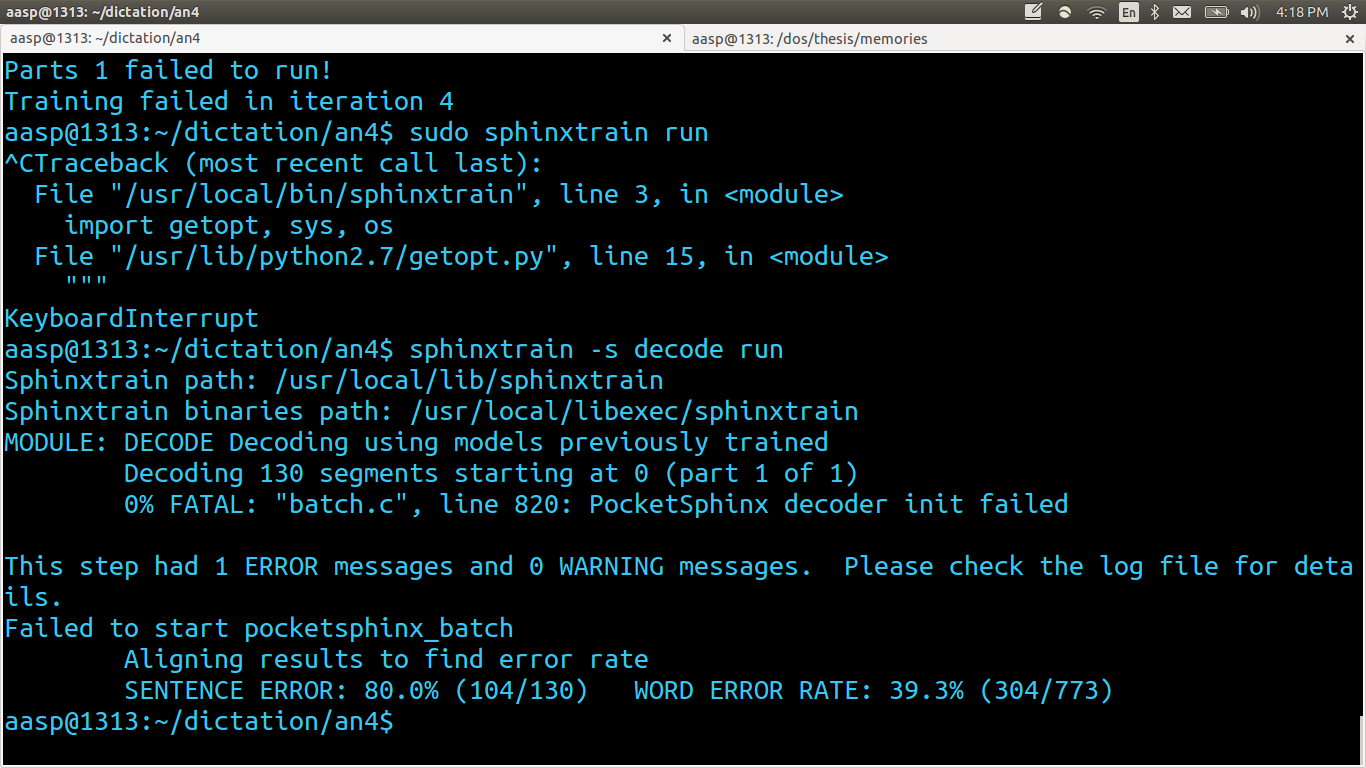 aasp@1313: ~/dictation/an4
En
4:18 PM
aasp@1313: ~/dictation/an4 ×
aasp@1313: /dos/thesis/memories ×
Parts 1 failed to run!
Training failed in iteration 4
aasp@1313:~/dictation/an4$ sudo sphinxtrain run
^CTraceback (most recent call last):
  File "/usr/local/bin/sphinxtrain", line 3, in <module>
    import getopt, sys, os
  File "/usr/lib/python2.7/getopt.py", line 15, in <module>
    """
KeyboardInterrupt
aasp@1313:~/dictation/an4$ sphinxtrain -s decode run
Sphinxtrain path: /usr/local/lib/sphinxtrain
Sphinxtrain binaries path: /usr/local/libexec/sphinxtrain
MODULE: DECODE Decoding using models previously trained
        Decoding 130 segments starting at 0 (part 1 of 1)
        0% FATAL: "batch.c", line 820: PocketSphinx decoder init failed
This step had 1 ERROR messages and 0 WARNING messages.  Please check the log file for deta
ils.
Failed to start pocketsphinx_batch
        Aligning results to find error rate
        SENTENCE ERROR: 80.0% (104/130)   WORD ERROR RATE: 39.3% (304/773)
aasp@1313:~/dictation/an4$